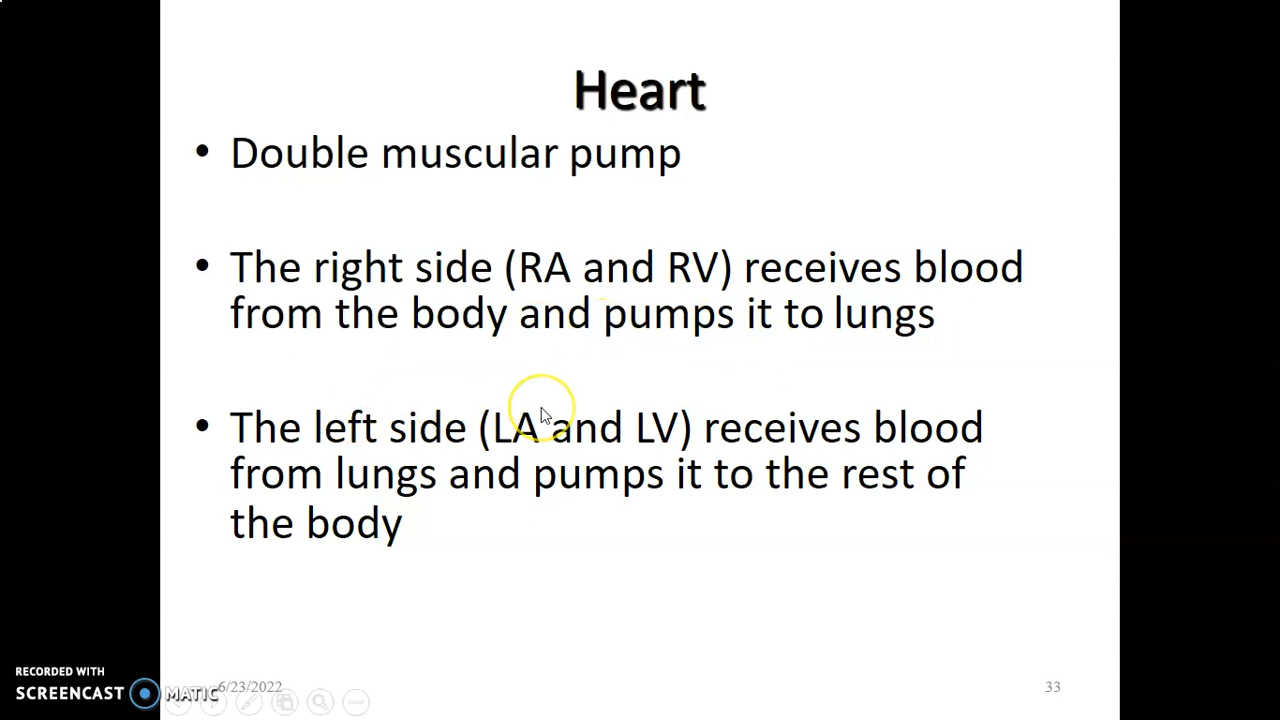 Heart
• Double muscular pump
• The right side (RA and RV) receives blood
from the body and pumps it to lungs
• The left side (LA and LV) receives blood
from lungs and pumps it to the rest of
the body
RECORDED WITH
SCREENCAST MATIC
6/23/2022
33